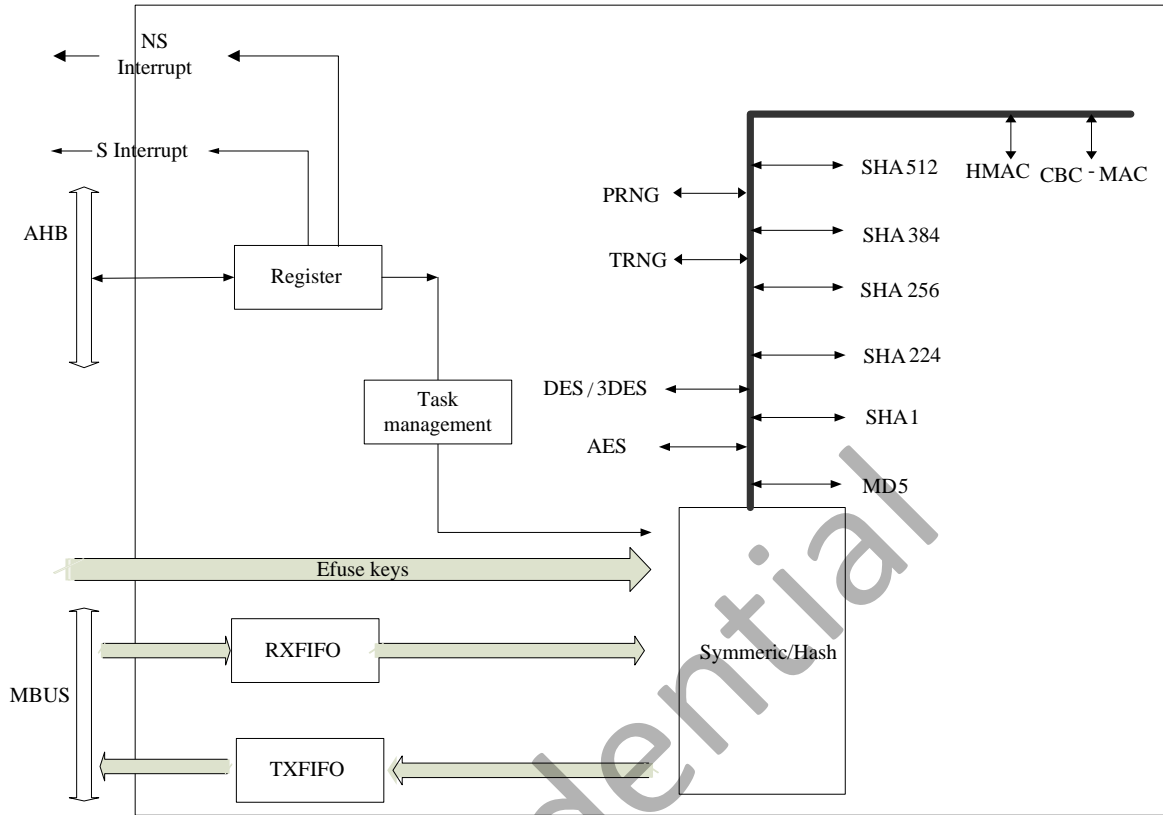 NS
Interrupt
S Interrupt
AHB
Register
Task
management
PRNG
TRNG
DES / 3DES
AES
SHA 512
SHA 384
SHA 256
SHA 224
SHA 1
MD5
HMAC
CBC - MAC
Efuse keys
MBUS
RXFIFO
TXFIFO
Symmeric/Hash
dential